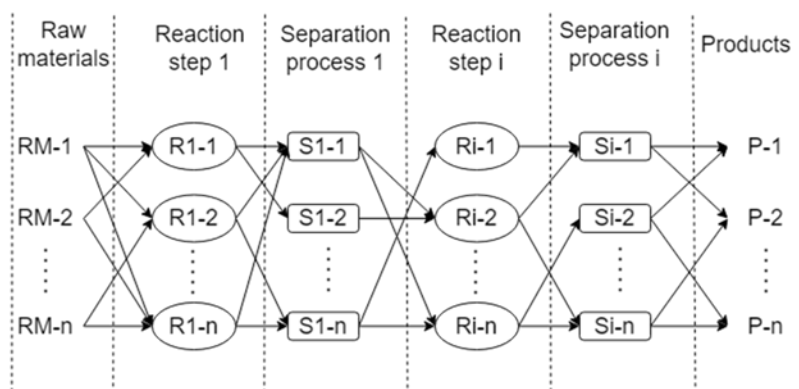 Raw materials
Reaction step 1
Separation process 1
Reaction step i
Separation process i
Products
RM-1
R1-1
S1-1
Ri-1
Si-1
P-1
RM-2
R1-2
S1-2
Ri-2
Si-2
P-2
RM-n
R1-n
S1-n
Ri-n
Si-n
P-n